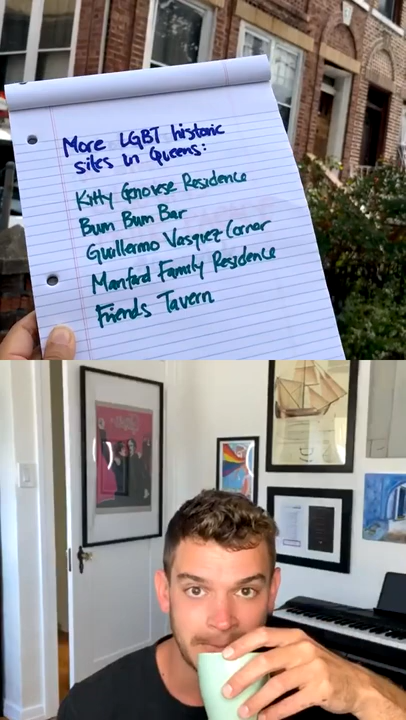 More LGBT historic
sites in Queens:
Kitty Genovese Residence
Bum Bum Bar
Guillermo Vasquez Corner
Manford Family Residence
Friends Tavern